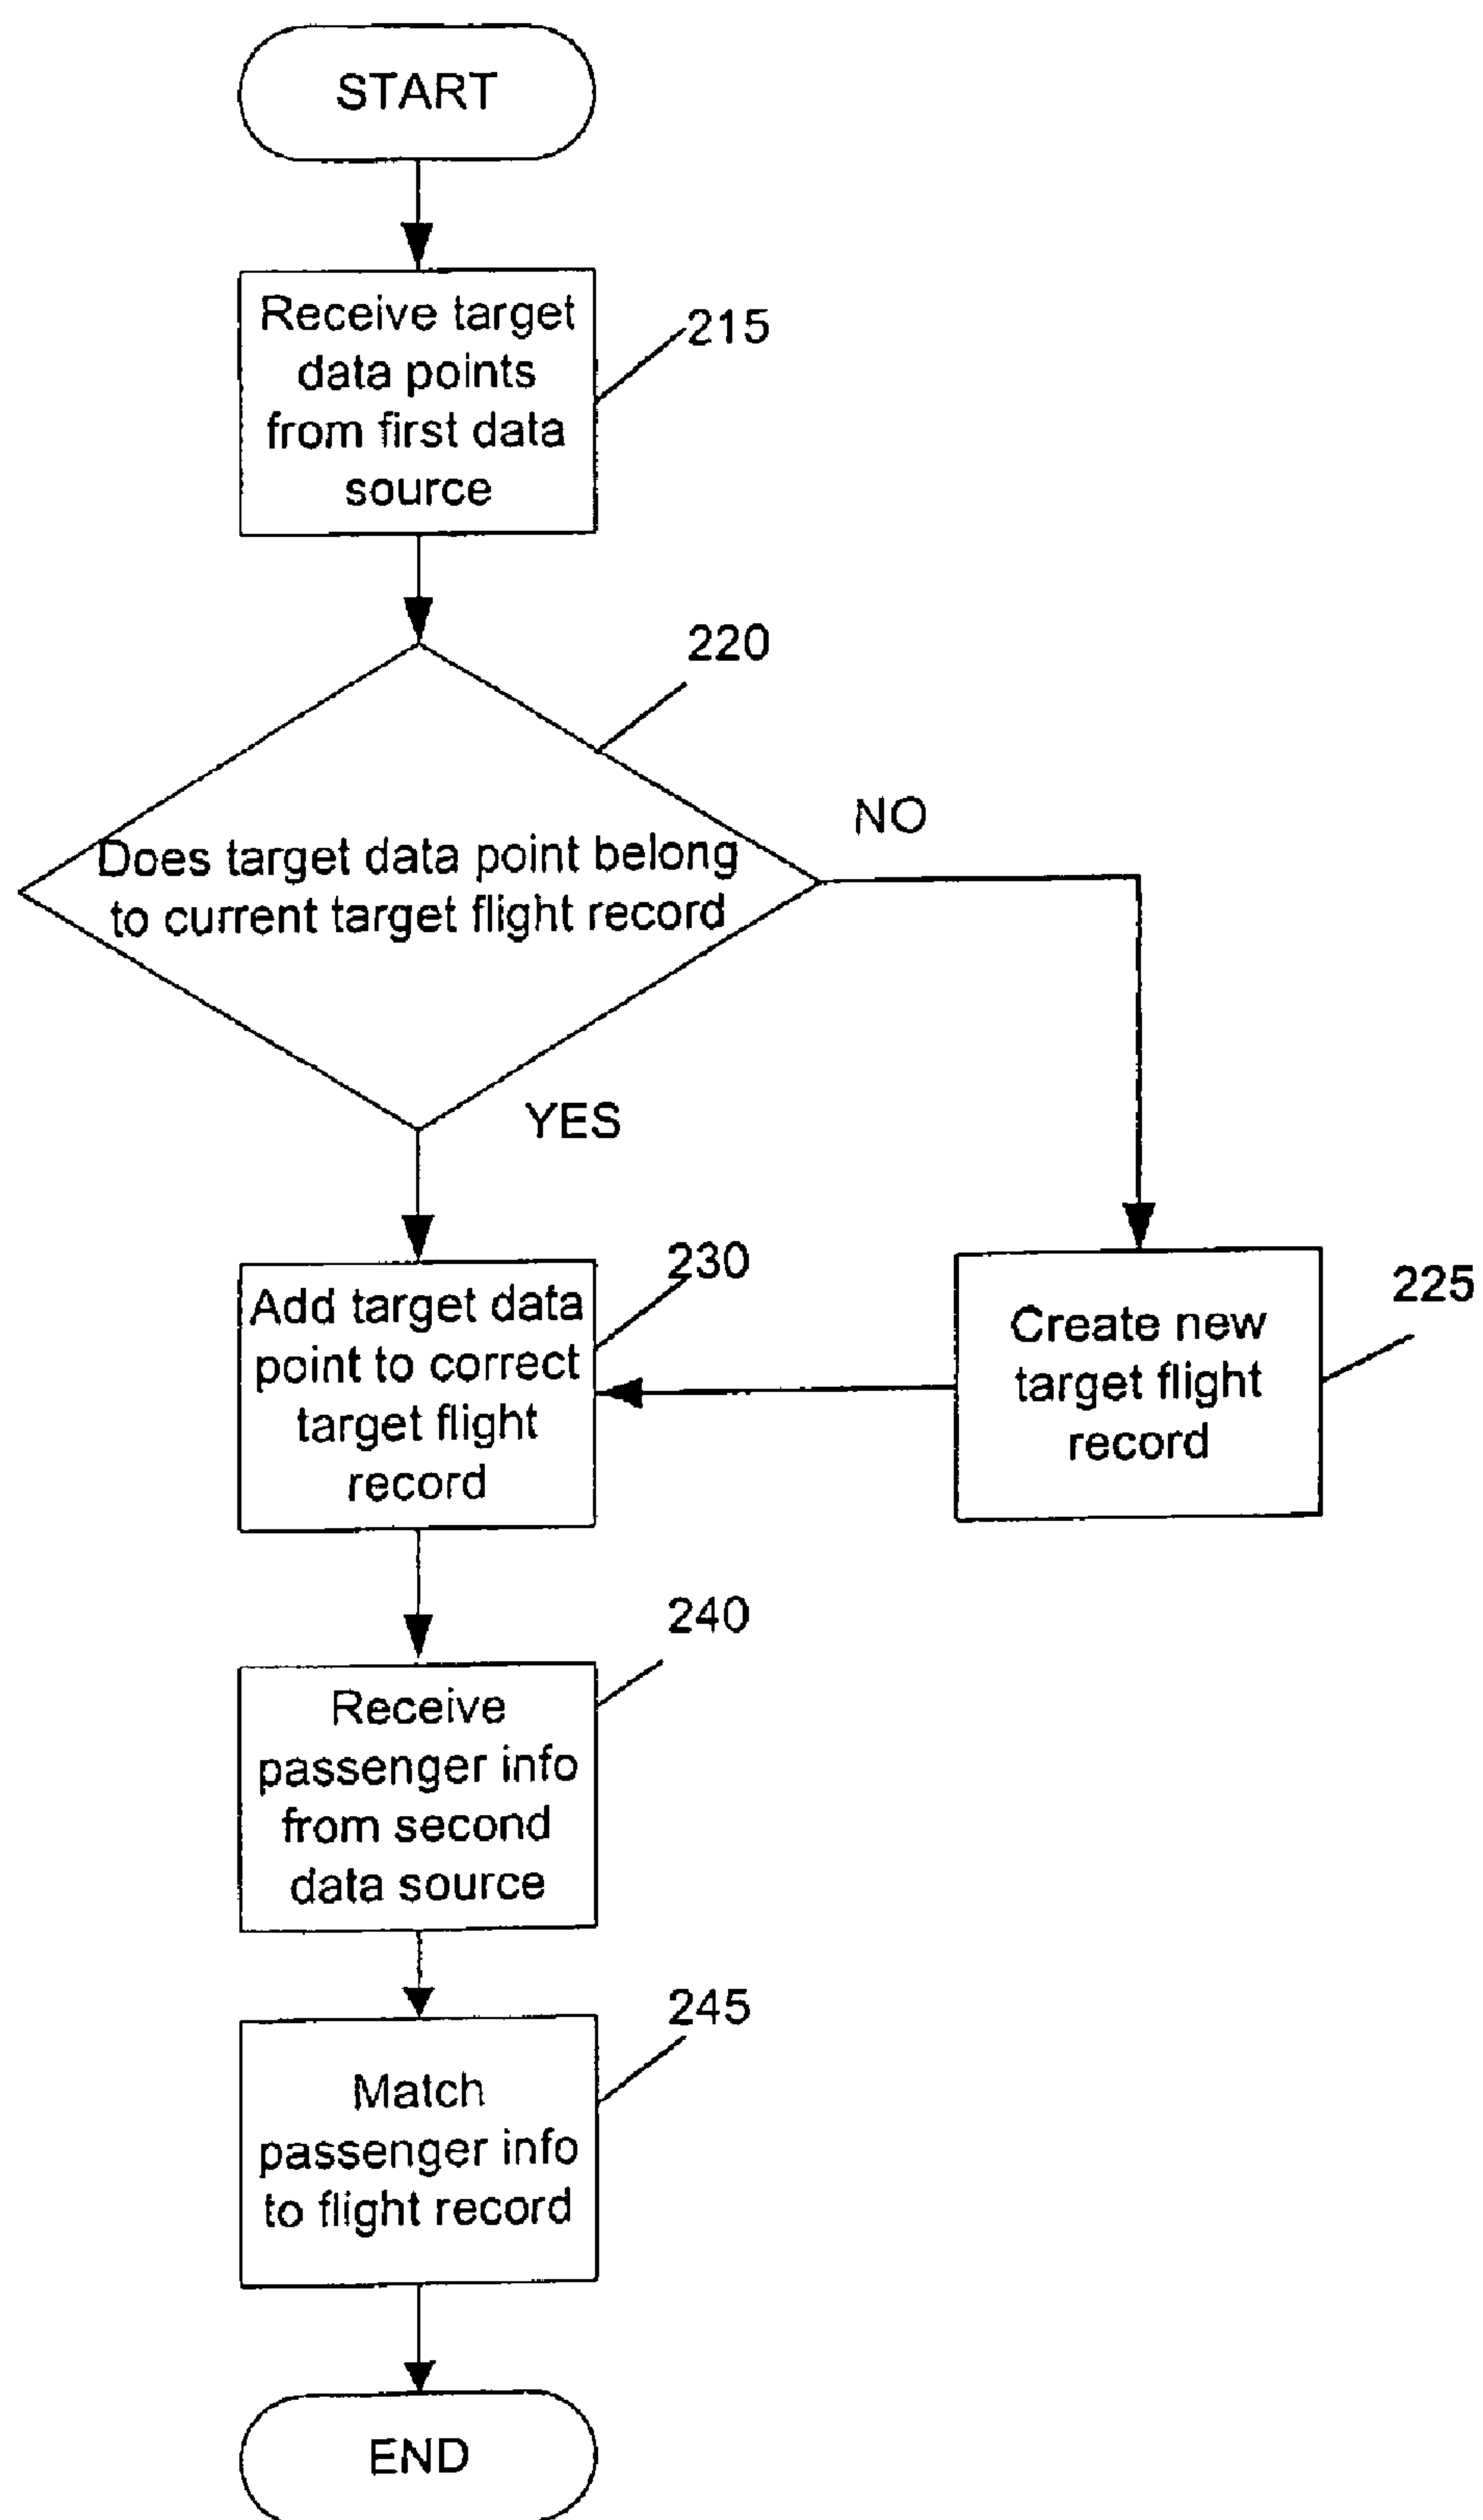 START
Receive target
data points
from first data
source
215
220
Does target data point belong
to current target flight record
NO
YES
230
Add target data
point to correct
target flight
record
Create new
target flight
record
225
240
Receive
passenger info
from second
data source
245
Match
passenger info
to flight record
END